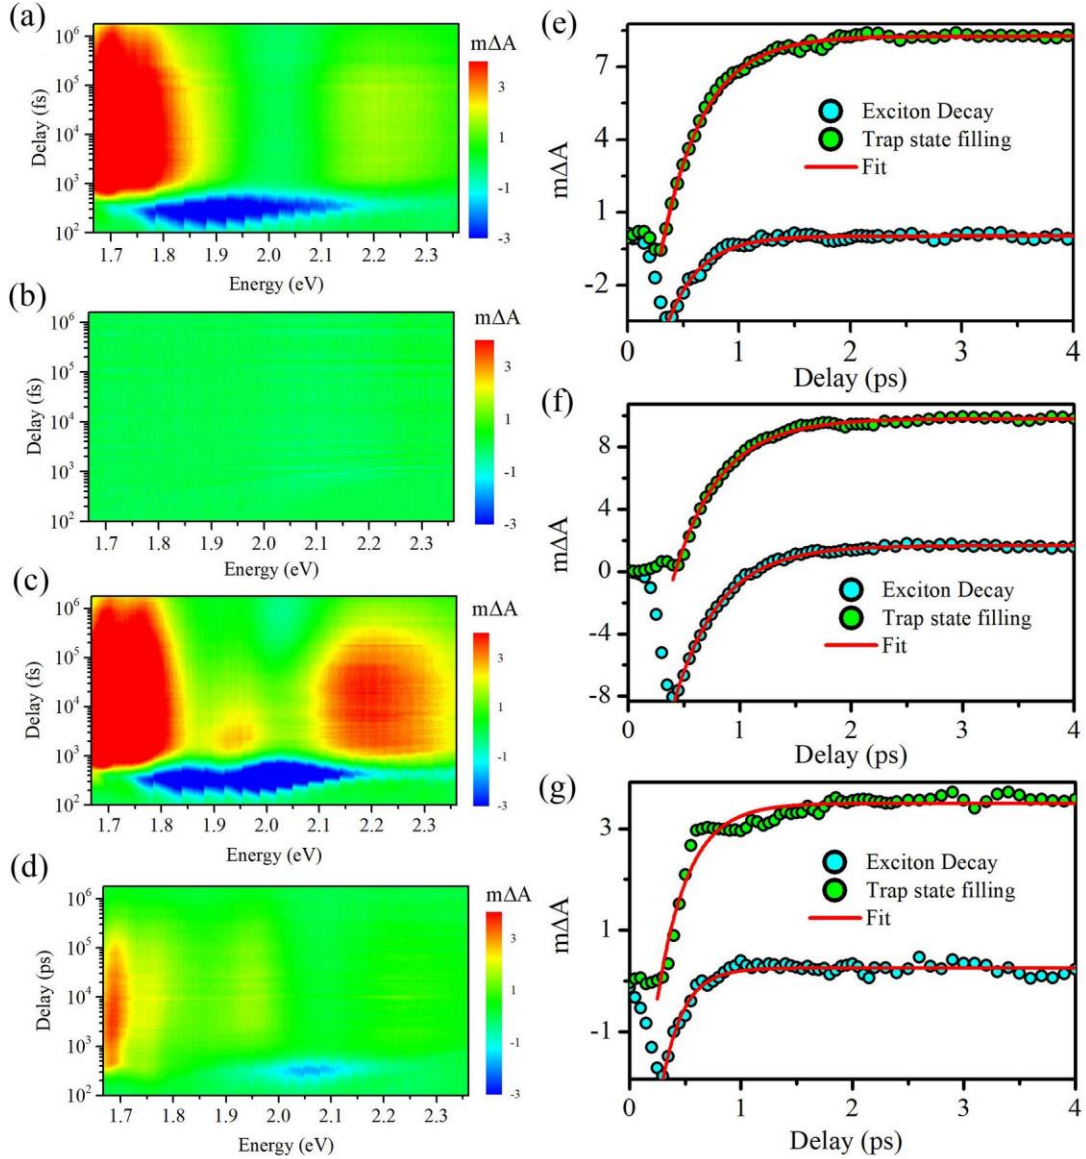 (a)
mΔA
10⁶
10⁵
10⁴
10³
10²
Delay (fs)
3
1
-1
-3
1.7 1.8 1.9 2.0 2.1 2.2 2.3
Energy (eV)
(b)
mΔA
10⁶
10⁵
10⁴
10³
10²
Delay (fs)
3
1
-1
-3
1.7 1.8 1.9 2.0 2.1 2.2 2.3
Energy (eV)
(c)
mΔA
10⁶
10⁵
10⁴
10³
10²
Delay (fs)
3
1
-1
-3
1.7 1.8 1.9 2.0 2.1 2.2 2.3
Energy (eV)
(d)
mΔA
10⁶
10⁵
10⁴
10³
10²
Delay (ps)
3
1
-1
-3
1.7 1.8 1.9 2.0 2.1 2.2 2.3
Energy (eV)
(e)
7
4
1
-2
mΔA
Exciton Decay
Trap state filling
Fit
0 1 2 3 4
Delay (ps)
(f)
8
4
0
-4
-8
mΔA
Exciton Decay
Trap state filling
Fit
0 1 2 3 4
Delay (ps)
(g)
3
1
-1
mΔA
Exciton Decay
Trap state filling
Fit
0 1 2 3 4
Delay (ps)